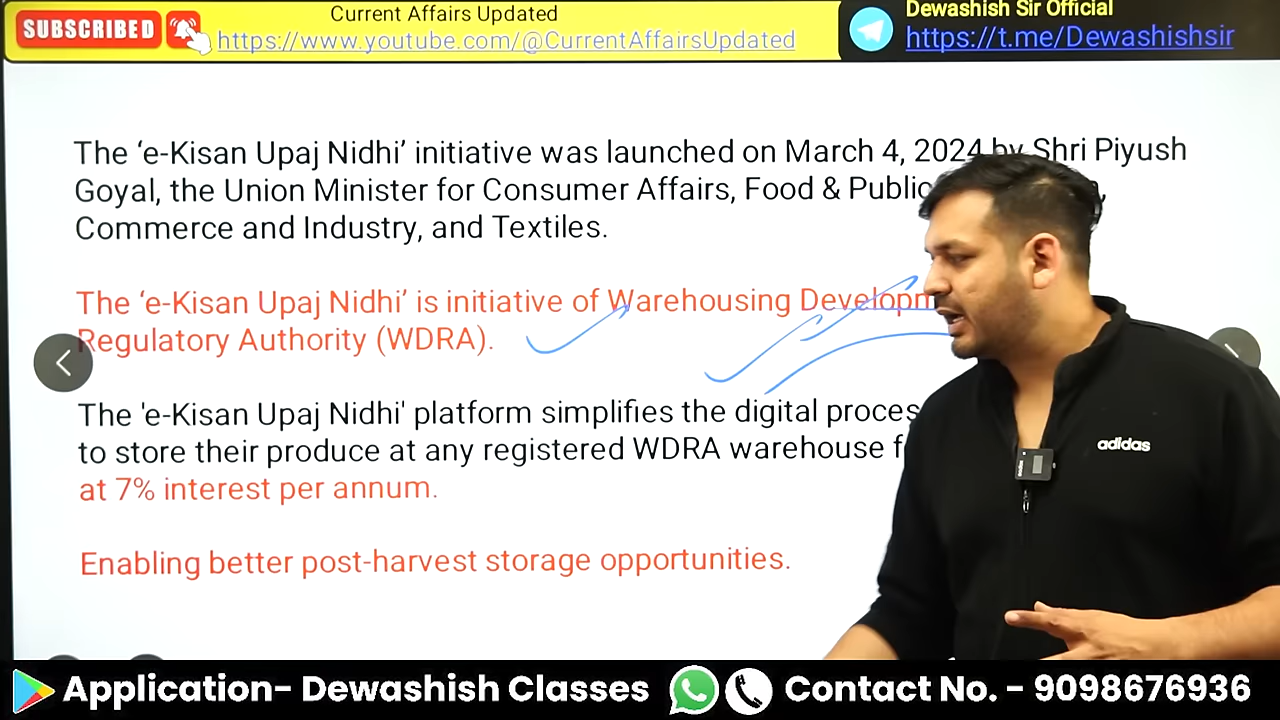 SUBSCRIBED
Current Affairs Updated
https://www.youtube.com/@CurrentAffairsUpdated
Dewashish Sir Official
https://t.me/Dewashishsir
The ‘e-Kisan Upaj Nidhi’ initiative was launched on March 4, 2024 by Shri Piyush
Goyal, the Union Minister for Consumer Affairs, Food & Public
Commerce and Industry, and Textiles.
The ‘e-Kisan Upaj Nidhi’ is initiative of Warehousing
Regulatory Authority (WDRA).
The 'e-Kisan Upaj Nidhi' platform simplifies the digital
to store their produce at any registered WDRA warehouse
at 7% interest per annum.
Enabling better post-harvest storage opportunities.
adidas
Application- Dewashish Classes
Contact No. - 9098676936